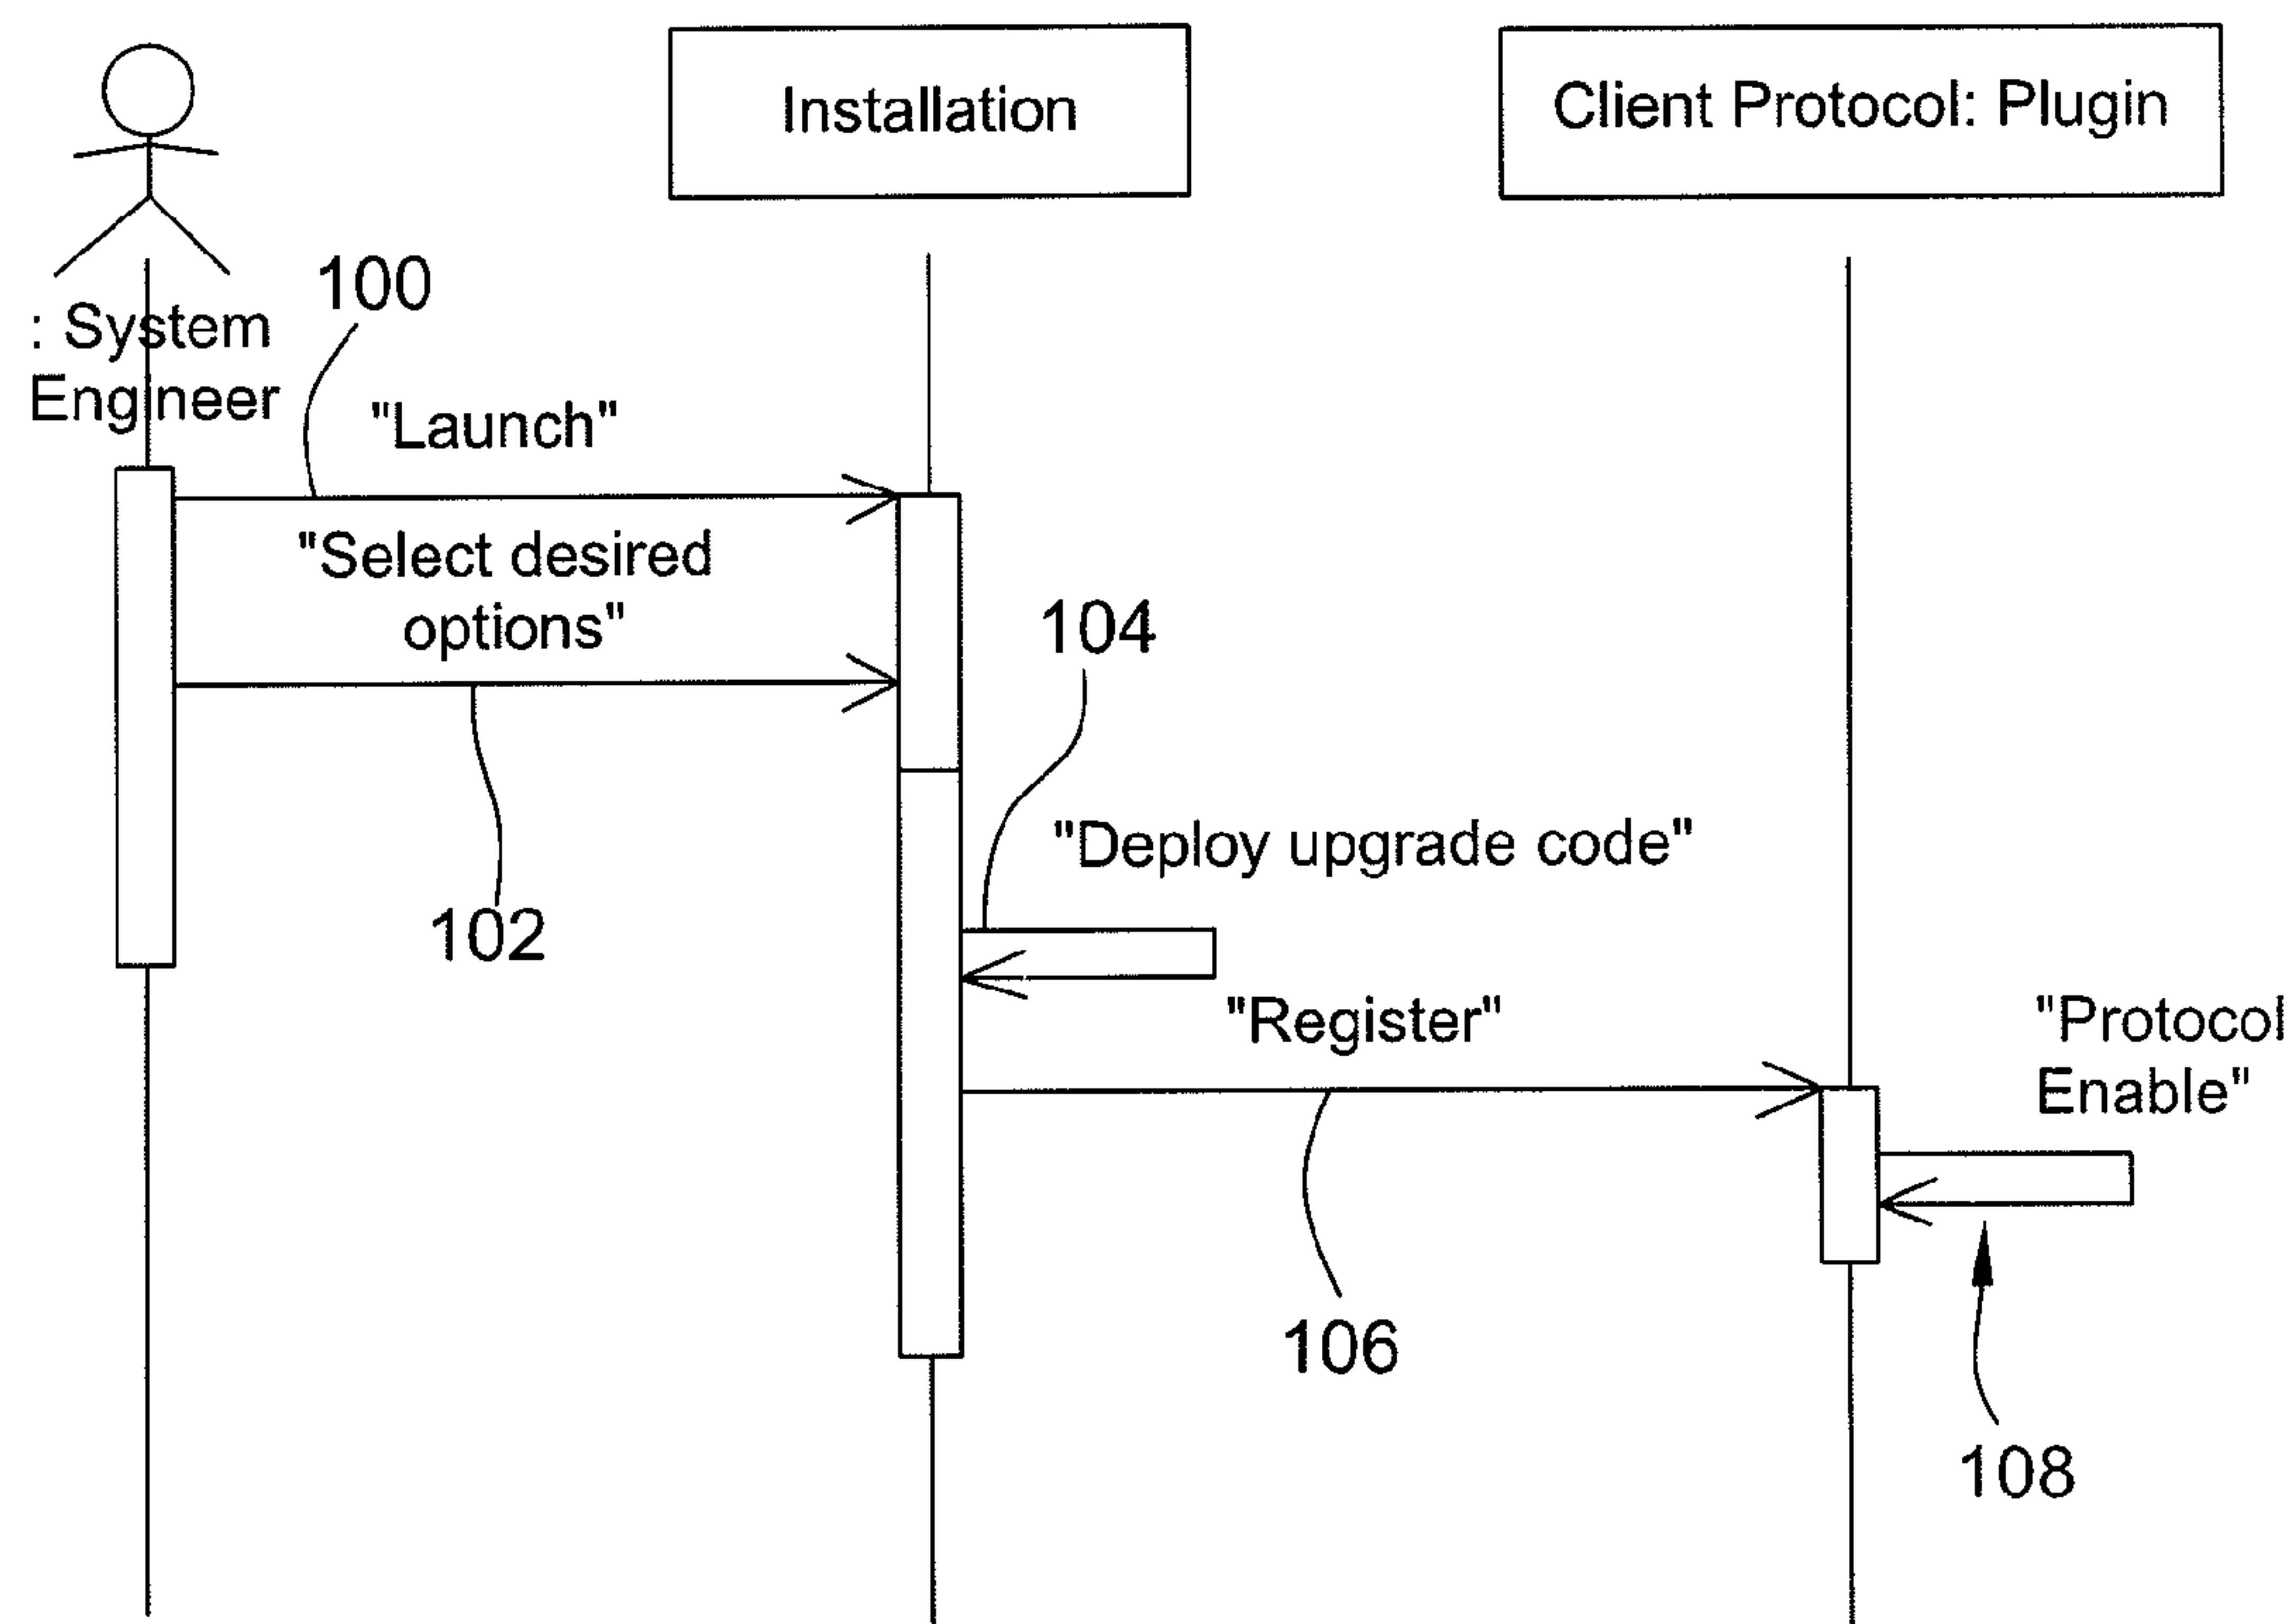 Installation
Client Protocol: Plugin
: System
Engineer
100
"Launch"
"Select desired
options"
102
104
"Deploy upgrade code"
"Register"
106
"Protocol
Enable"
108